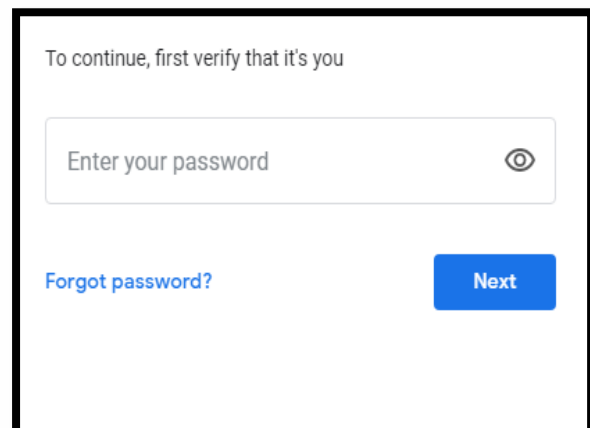 To continue, first verify that it's you
Enter your password
Forgot password? Next